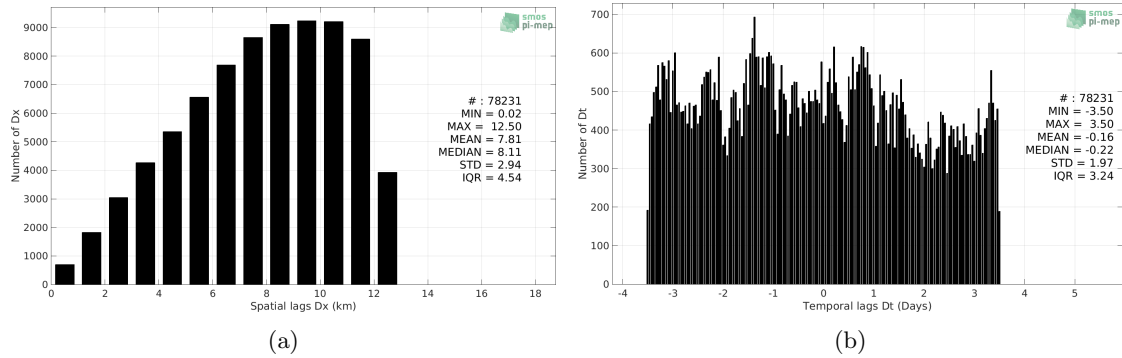 9000
8000
7000
6000
5000
4000
3000
2000
1000
0
Number of Dx
0 2 4 6 8 10 12 14 16 18
Spatial lags Dx (km)
smos
pi-mep
# : 78231
MIN = 0.02
MAX = 12.50
MEAN = 7.81
MEDIAN = 8.11
STD = 2.94
IQR = 4.54
(a)
700
600
500
400
300
200
100
0
Number of Dt
-4 -3 -2 -1 0 1 2 3 4 5
Temporal lags Dt (Days)
smos
pi-mep
# : 78231
MIN = -3.50
MAX = 3.50
MEAN = -0.16
MEDIAN = -0.22
STD = 1.97
IQR = 3.24
(b)